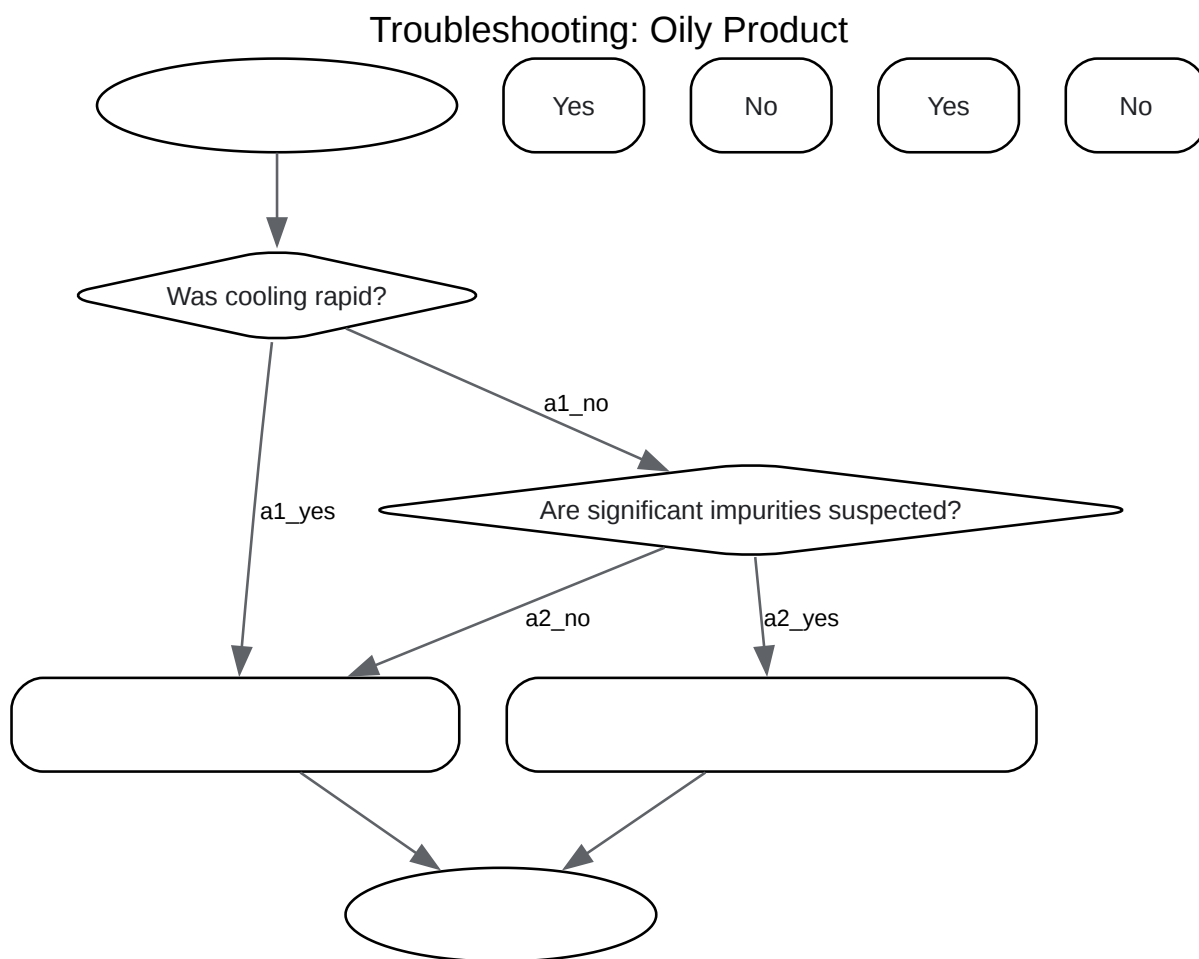 Troubleshooting: Oily Product
Yes
No
Yes
No
Was cooling rapid?
a1_no
a1_yes
Are significant impurities suspected?
a2_no
a2_yes